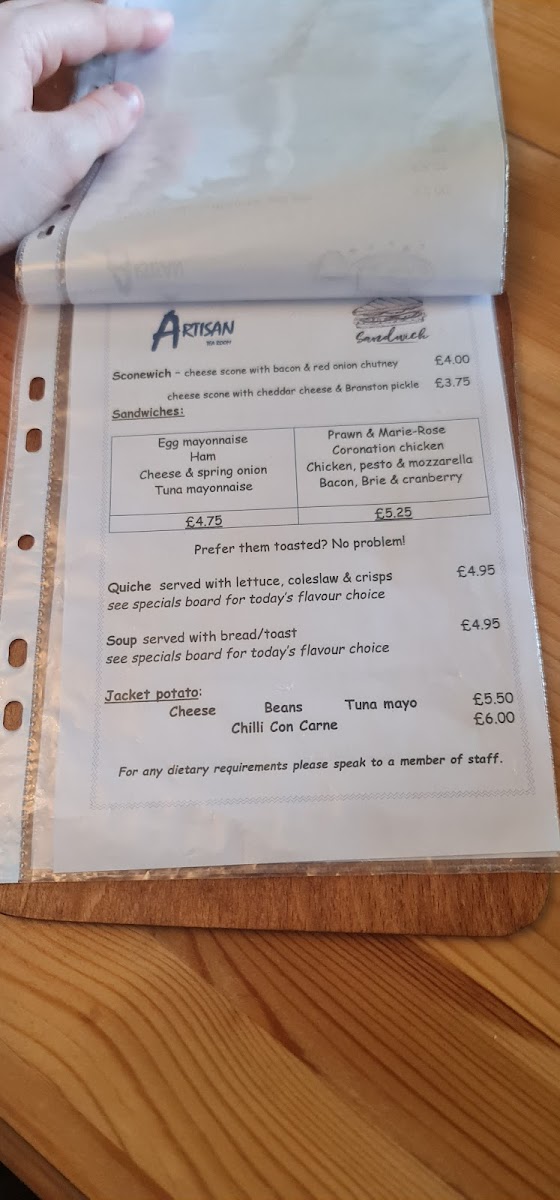 ARTISAN
TEA ROOM
Sandwich
Sconewich - cheese scone with bacon & red onion chutney £4.00
cheese scone with cheddar cheese & Branston pickle £3.75
Sandwiches:
Egg mayonnaise
Ham
Cheese & spring onion
Tuna mayonnaise
£4.75
Prawn & Marie-Rose
Coronation chicken
Chicken, pesto & mozzarella
Bacon, Brie & cranberry
£5.25
Prefer them toasted? No problem!
Quiche served with lettuce, coleslaw & crisps £4.95
see specials board for today's flavour choice
Soup served with bread/toast £4.95
see specials board for today's flavour choice
Jacket potato:
Cheese Beans Tuna mayo £5.50
Chilli Con Carne £6.00
For any dietary requirements please speak to a member of staff.